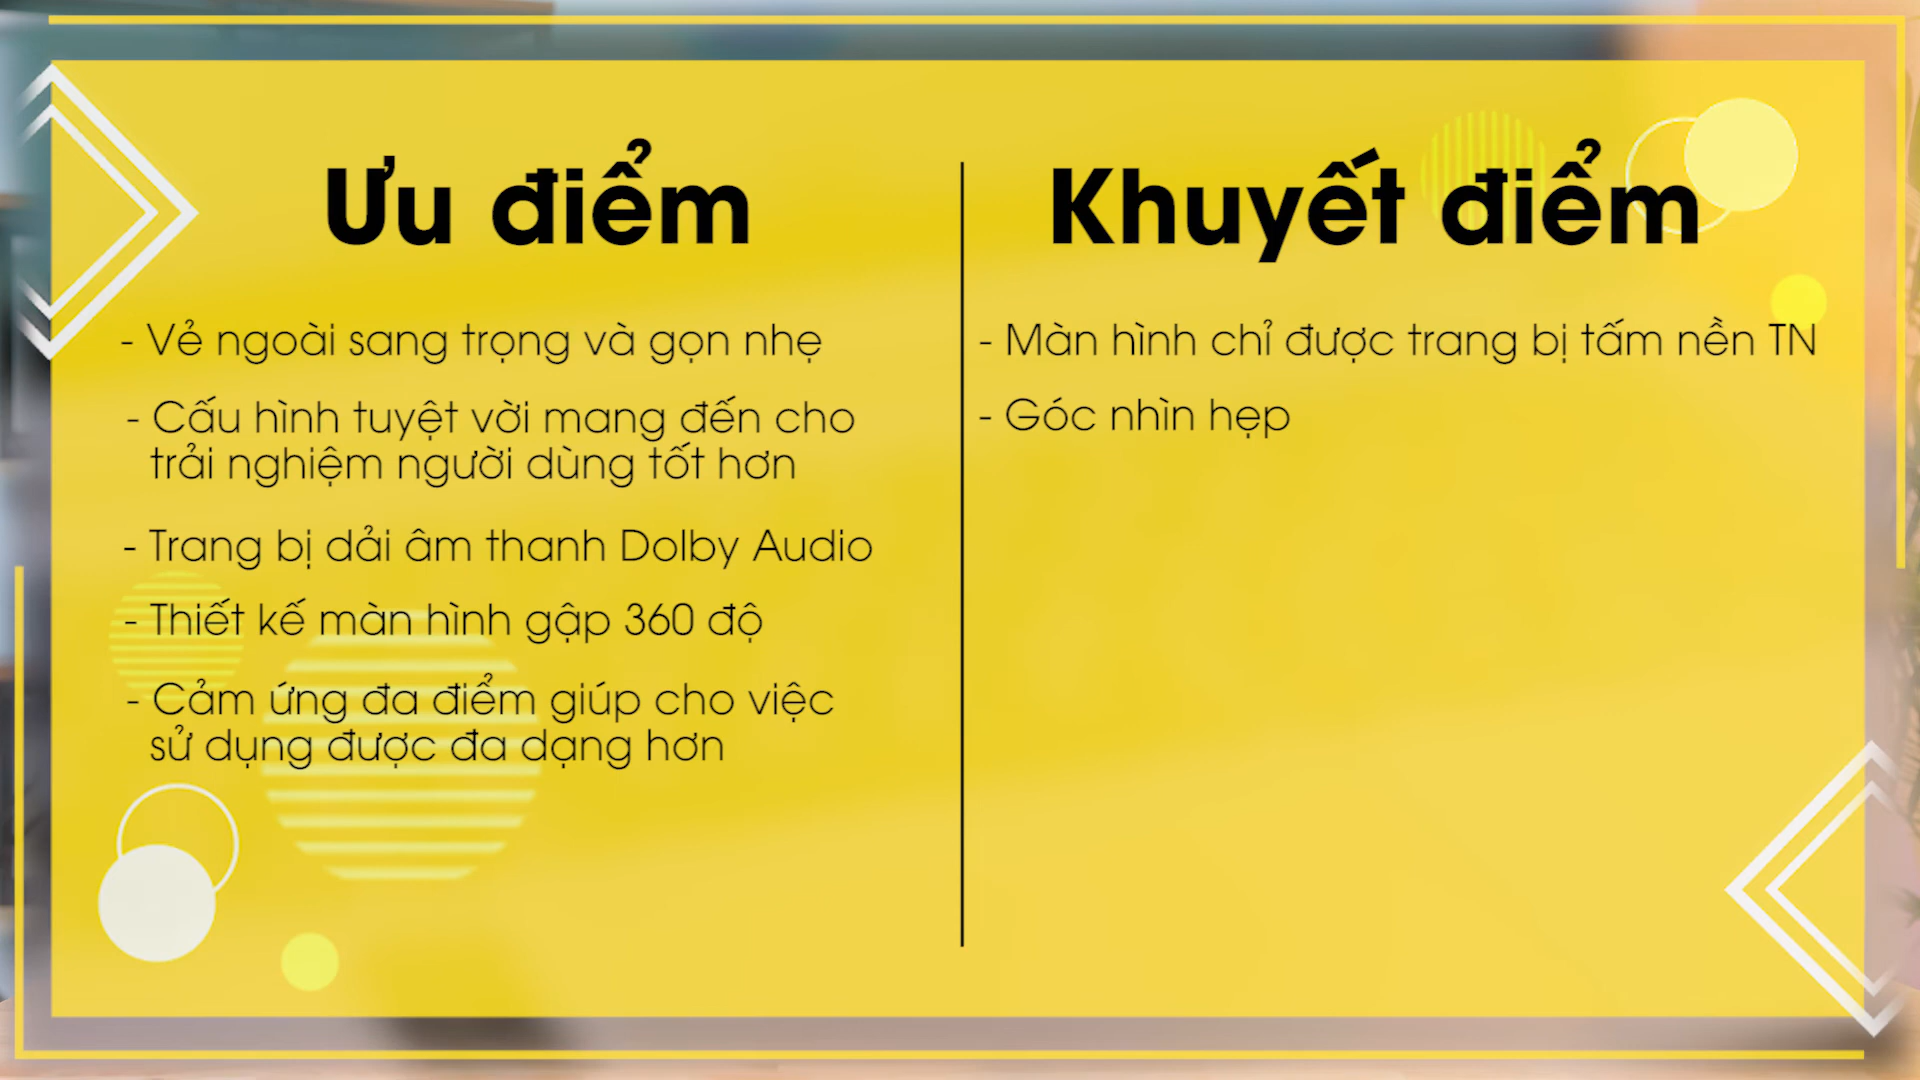 Ưu điểm
- Vẻ ngoài sang trọng và gọn nhẹ
- Cấu hình tuyệt vời mang đến cho
trải nghiệm người dùng tốt hơn
- Trang bị dải âm thanh Dolby Audio
- Thiết kế màn hình gập 360 độ
- Cảm ứng đa điểm giúp cho việc
sử dụng được đa dạng hơn
Khuyết điểm
- Màn hình chỉ được trang bị tấm nền TN
- Góc nhìn hẹp